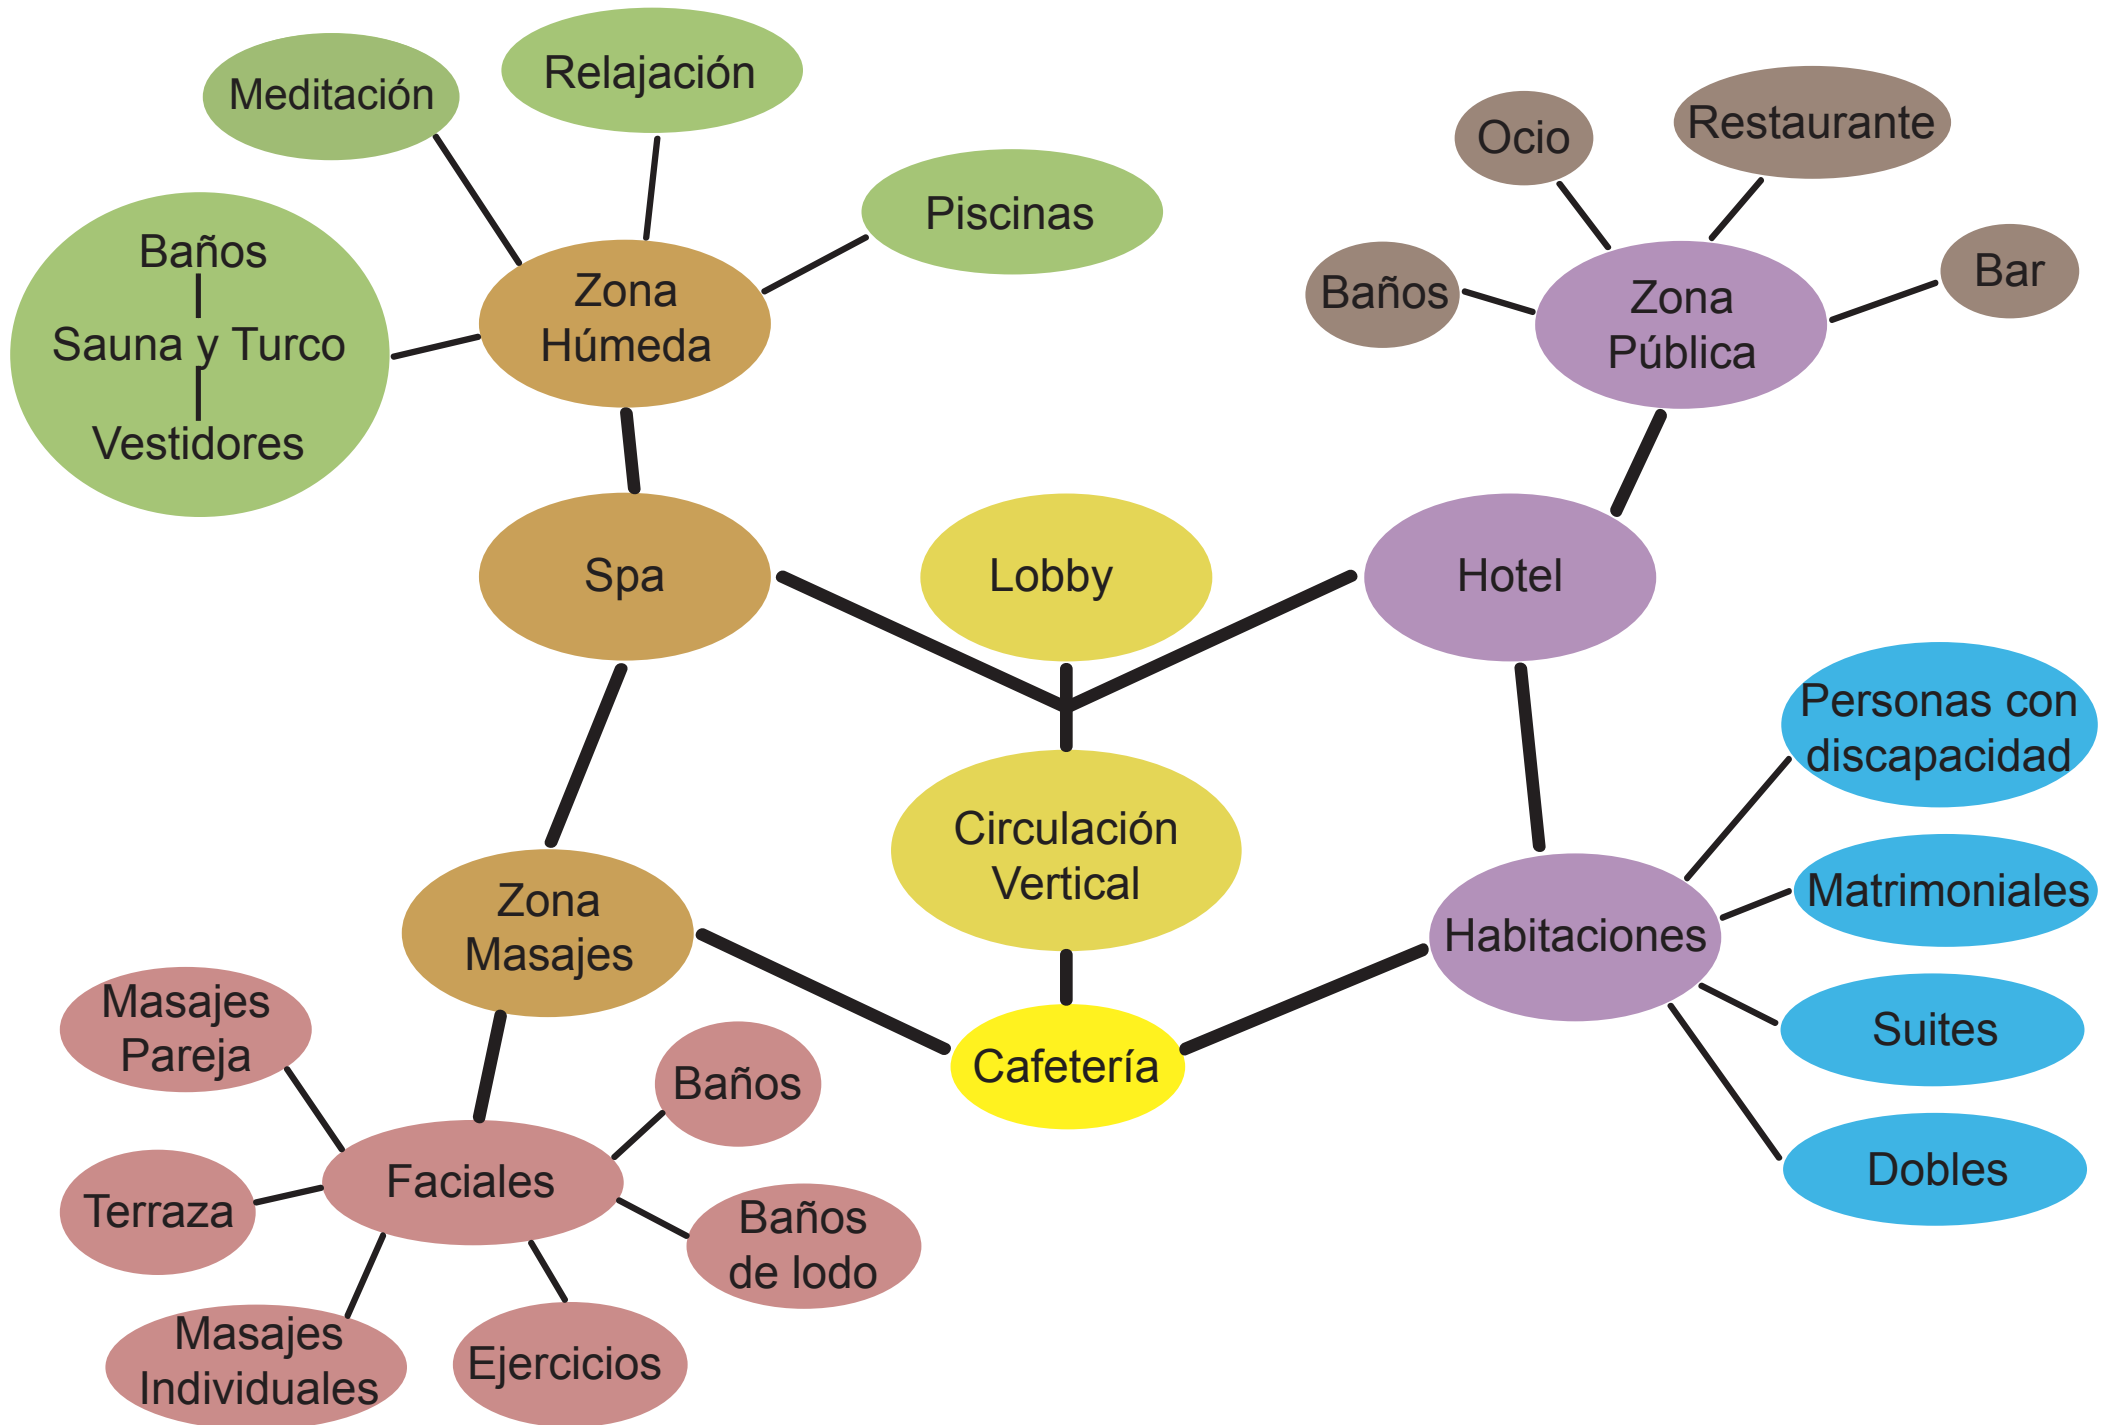 Meditación
Relajación
Piscinas
Baños
Sauna y Turco
Vestidores
Zona
Húmeda
Ocio
Restaurante
Baños
Bar
Zona
Pública
Spa
Lobby
Hotel
Circulación
Vertical
Personas con
discapacidad
Matrimoniales
Habitaciones
Suites
Dobles
Zona
Masajes
Cafetería
Masajes
Pareja
Baños
Faciales
Terraza
Baños
de lodo
Masajes
Individuales
Ejercicios